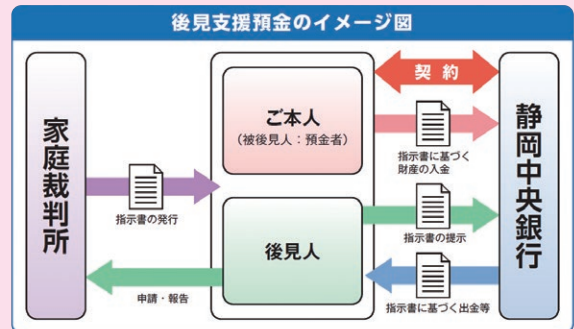 後見支援預金のイメージ図
家庭裁判所
指示書の発行
申請・報告
ご本人
（被後見人：預金者）
後見人
契約
指示書に基づく
財産の入金
指示書の提示
指示書に基づく出金等
静岡中央銀行